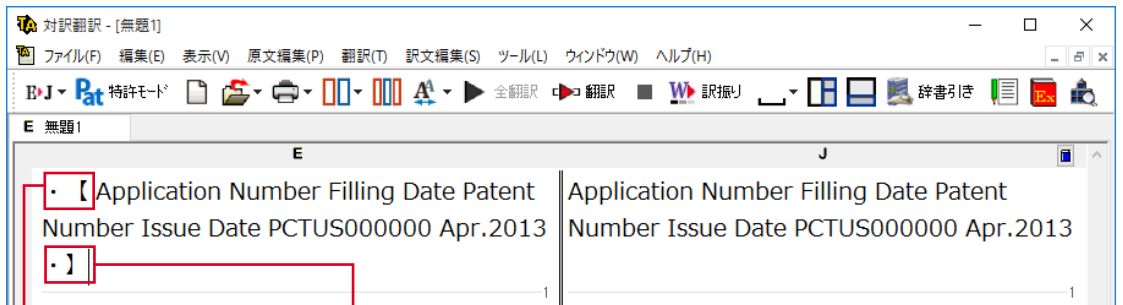 対訳翻訳 - [無題1]
ファイル(F) 編集(E) 表示(V) 原文編集(P) 翻訳(T) 訳文編集(S) ツール(L) ウィンドウ(W) ヘルプ(H)
E▸J Pat 特許モード A 全翻訳 翻訳 W 訳振り 辞書引き Ex
E 無題1
E J
・【Application Number Filling Date Patent
Number Issue Date PCTUS000000 Apr.2013
・】
1
Application Number Filling Date Patent
Number Issue Date PCTUS000000 Apr.2013
1